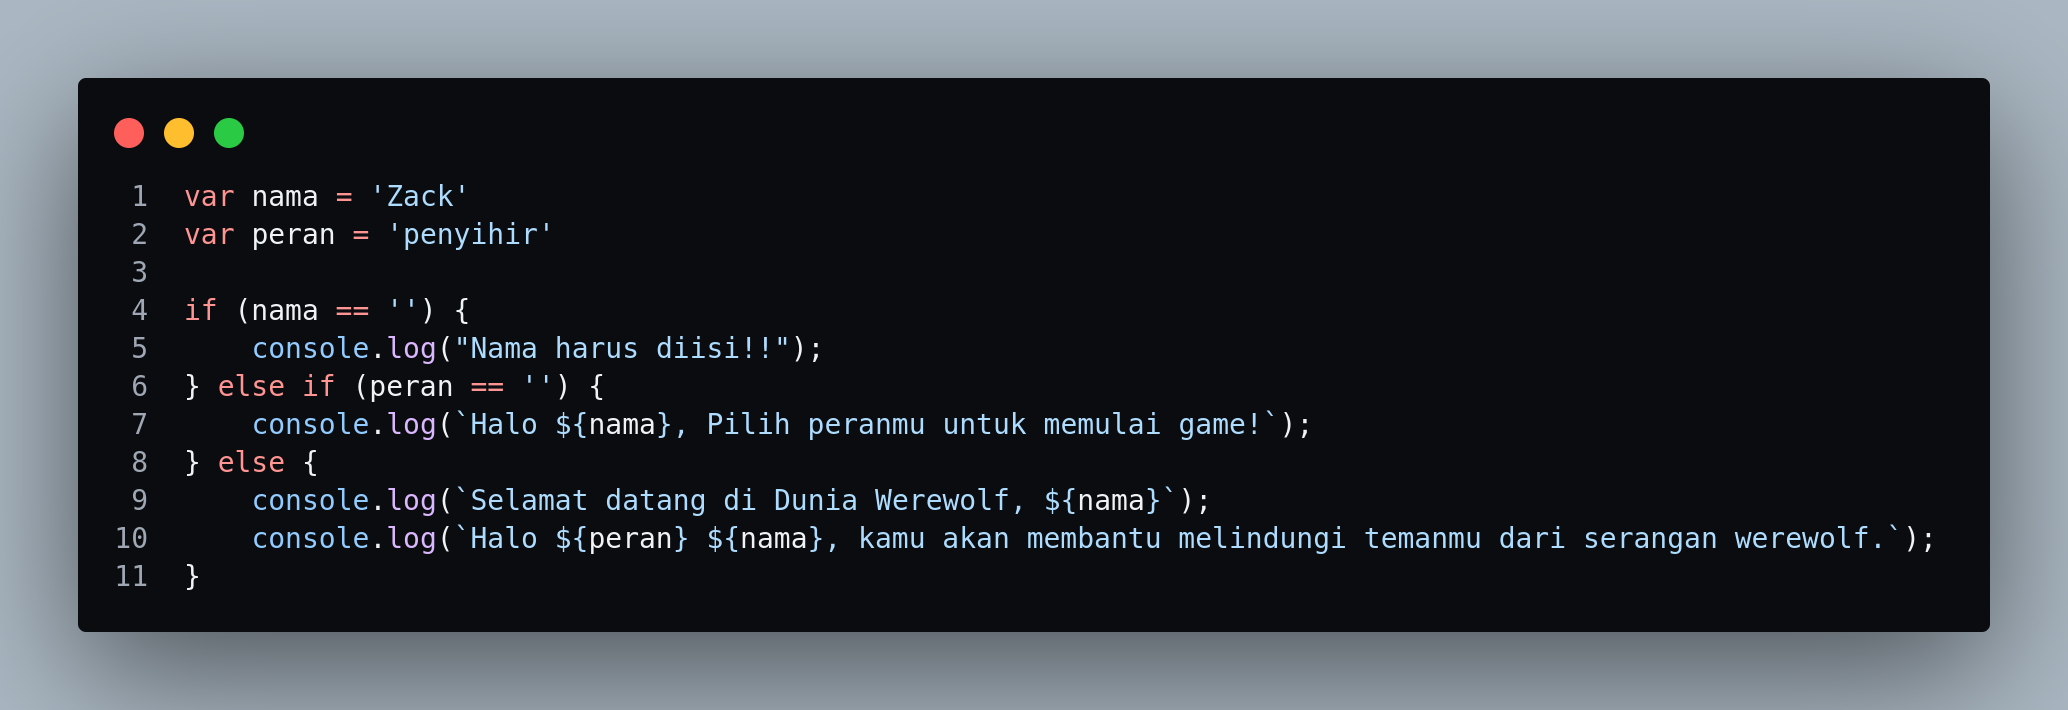 1 var nama = 'Zack'
2 var peran = 'penyihir'
3
4 if (nama == '') {
5     console.log("Nama harus diisi!!");
6 } else if (peran == '') {
7     console.log(`Halo ${nama}, Pilih peranmu untuk memulai game!`);
8 } else {
9     console.log(`Selamat datang di Dunia Werewolf, ${nama}`);
10     console.log(`Halo ${peran} ${nama}, kamu akan membantu melindungi temanmu dari serangan werewolf.`);
11 }